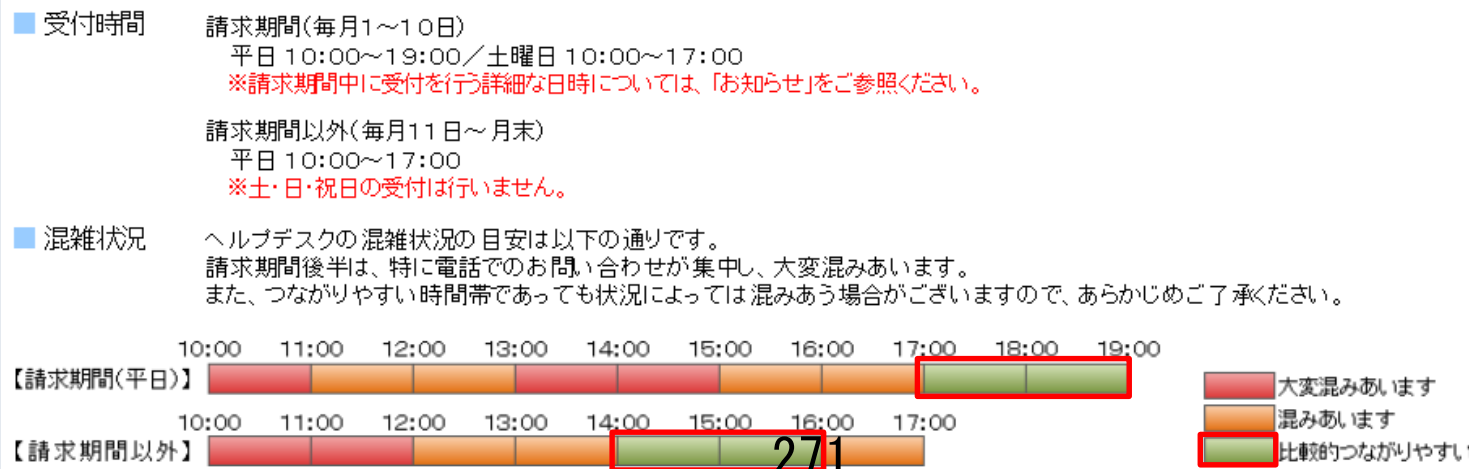 ■ 受付時間 請求期間(毎月1～10日)
平日 10:00～19:00／土曜日 10:00～17:00
※請求期間中に受付を行う詳細な日時については、「お知らせ」をご参照ください。
請求期間以外(毎月11日～月末)
平日 10:00～17:00
※土・日・祝日の受付は行いません。
■ 混雑状況 ヘルプデスクの混雑状況の目安は以下の通りです。
請求期間後半は、特に電話でのお問い合わせが集中し、大変混みあいます。
また、つながりやすい時間帯であっても状況によっては混みあう場合がございますので、あらかじめご了承ください。
10:00 11:00 12:00 13:00 14:00 15:00 16:00 17:00 18:00 19:00
【請求期間(平日)】
大変混みあいます
10:00 11:00 12:00 13:00 14:00 15:00 16:00 17:00
混みあいます
【請求期間以外】
271
比較的つながりやすい